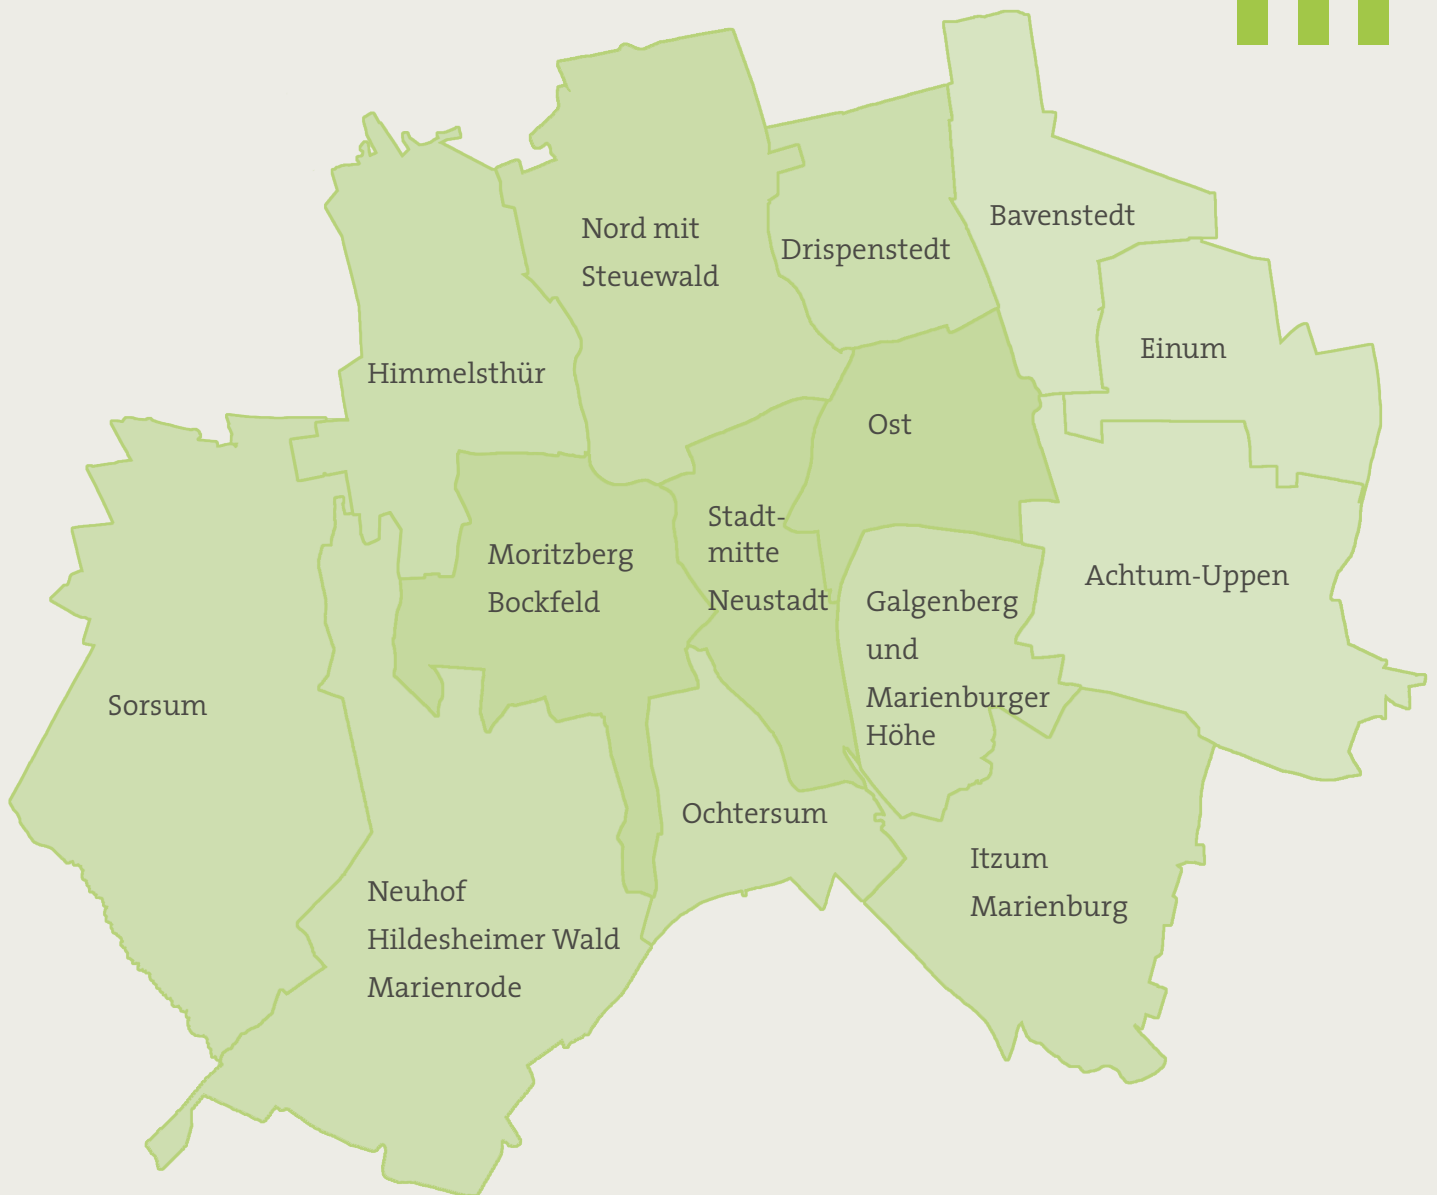 Bavenstedt
Nord mit
Steuewald
Drispenstedt
Einum
Himmelsthür
Ost
Stadt-
mitte
Neustadt
Moritzberg
Bockfeld
Achtum-Uppen
Galgenberg
und
Marienburger
Höhe
Sorsum
Ochtersum
Itzum
Marienburg
Neuhof
Hildesheimer Wald
Marienrode